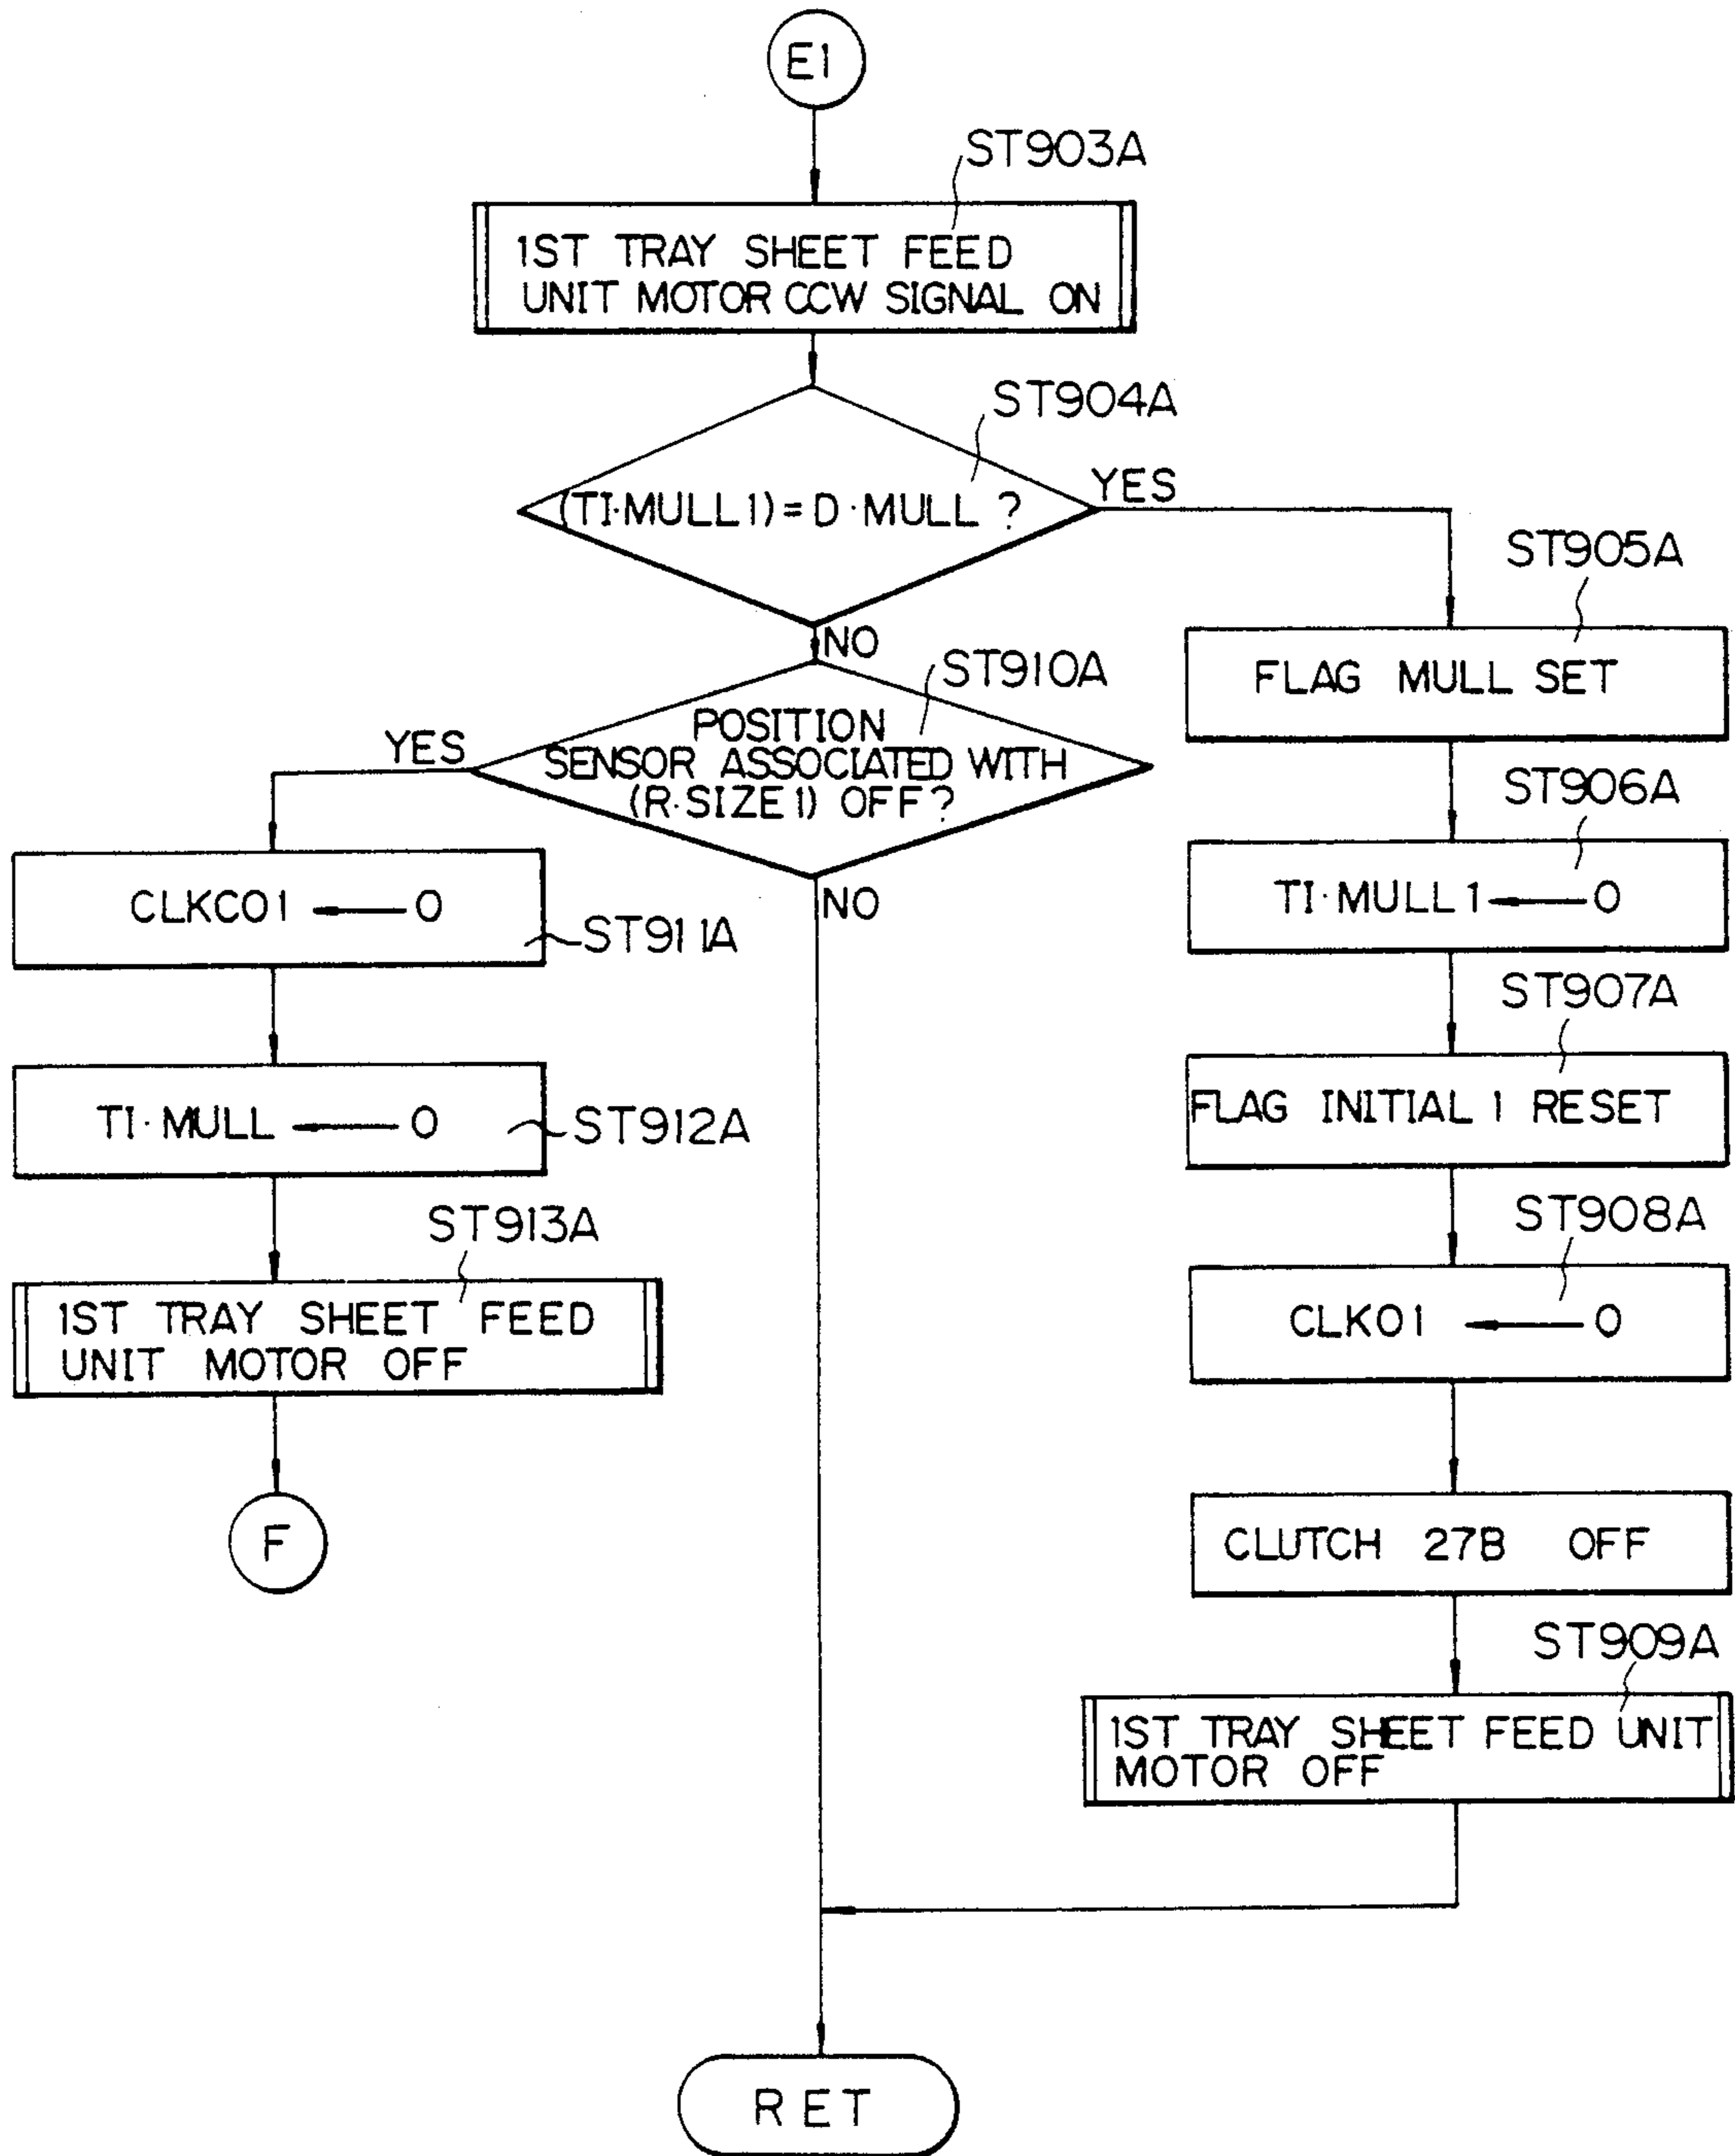 E1
ST903A
1ST TRAY SHEET FEED
UNIT MOTOR CCW SIGNAL ON
ST904A
(TI·MULL1)=D·MULL ?
YES
NO
ST905A
FLAG MULL SET
ST910A
POSITION
SENSOR ASSOCIATED WITH
(R·SIZE1) OFF?
YES
NO
ST906A
TI·MULL1 ← 0
CLKC01 ← 0
ST911A
ST907A
FLAG INITIAL 1 RESET
TI·MULL ← 0
ST912A
ST908A
CLK01 ← 0
ST913A
1ST TRAY SHEET FEED
UNIT MOTOR OFF
F
CLUTCH 27B OFF
ST909A
1ST TRAY SHEET FEED UNIT
MOTOR OFF
RET